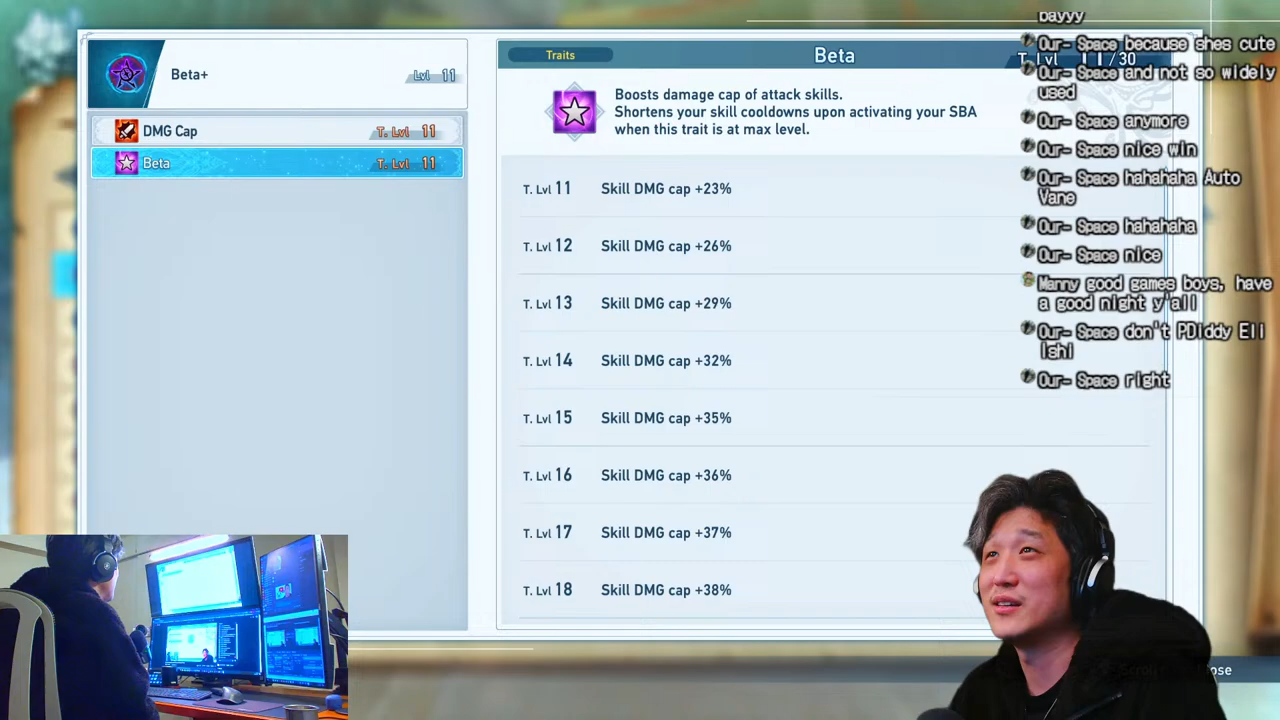 Beta+
Lvl 11
DMG Cap
T. Lvl 11
Beta
T. Lvl 11
Traits
Beta
T. Lvl 11/30
Boosts damage cap of attack skills.
Shortens your skill cooldowns upon activating your SBA
when this trait is at max level.
T. Lvl 11 Skill DMG cap +23%
T. Lvl 12 Skill DMG cap +26%
T. Lvl 13 Skill DMG cap +29%
T. Lvl 14 Skill DMG cap +32%
T. Lvl 15 Skill DMG cap +35%
T. Lvl 16 Skill DMG cap +36%
T. Lvl 17 Skill DMG cap +37%
T. Lvl 18 Skill DMG cap +38%
bayyy
Our- Space because shes cute
Our- Space and not so widely
used
Our- Space anymore
Our- Space nice win
Our- Space hahahaha Auto
Vane
Our- Space hahahaha
Our- Space nice
Manny good games boys, have
a good night y'all
Our- Space don't PDiddy Eli
Ishi
Our- Space right